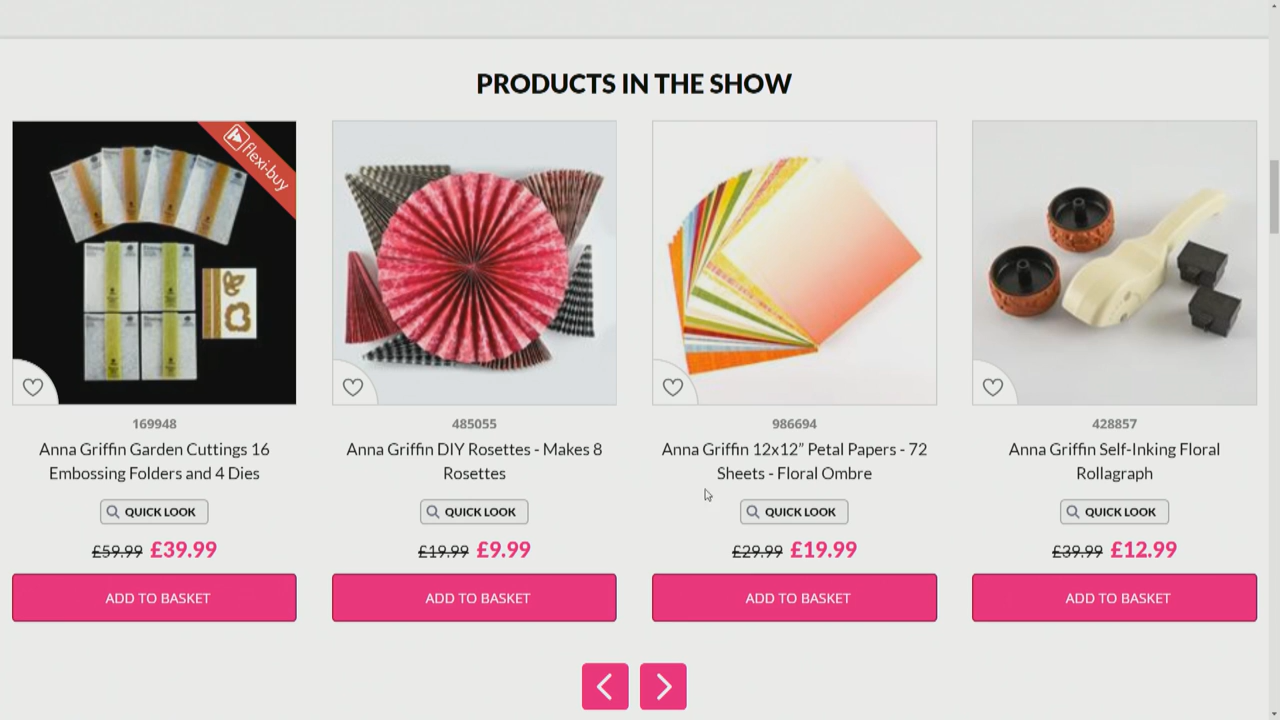 PRODUCTS IN THE SHOW
flexi-buy
169948
Anna Griffin Garden Cuttings 16
Embossing Folders and 4 Dies
QUICK LOOK
£59.99 £39.99
ADD TO BASKET
485055
Anna Griffin DIY Rosettes - Makes 8
Rosettes
QUICK LOOK
£19.99 £9.99
ADD TO BASKET
986694
Anna Griffin 12x12” Petal Papers - 72
Sheets - Floral Ombre
QUICK LOOK
£29.99 £19.99
ADD TO BASKET
428857
Anna Griffin Self-Inking Floral
Rollagraph
QUICK LOOK
£39.99 £12.99
ADD TO BASKET